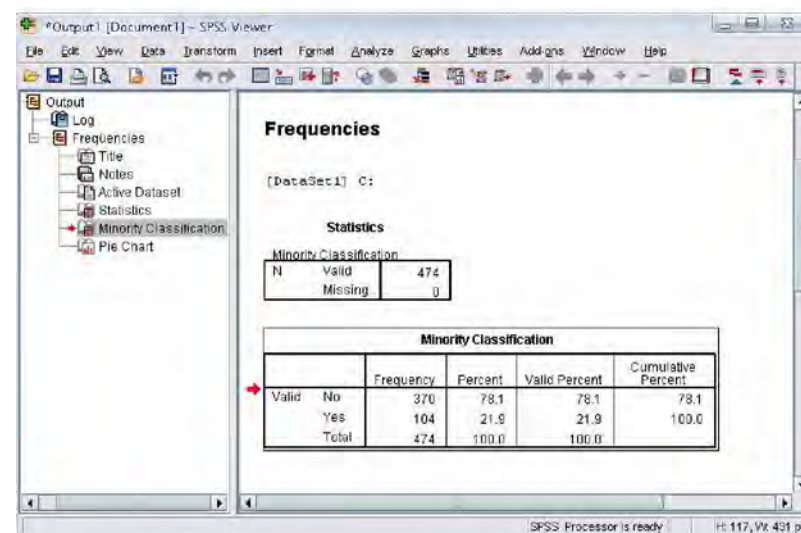 *Output1 [Document1] - SPSS Viewer
File Edit View Data Transform Insert Format Analyze Graphs Utilities Add-ons Window Help
Output
Log
Frequencies
Title
Notes
Active Dataset
Statistics
Minority Classification
Pie Chart
Frequencies
[DataSet1] C:
Statistics
Minority Classification
N Valid 474
Missing 0
Minority Classification
Frequency Percent Valid Percent Cumulative Percent
Valid No 370 78.1 78.1 78.1
Yes 104 21.9 21.9 100.0
Total 474 100.0 100.0
SPSS Processor is ready H: 117, W: 431 p